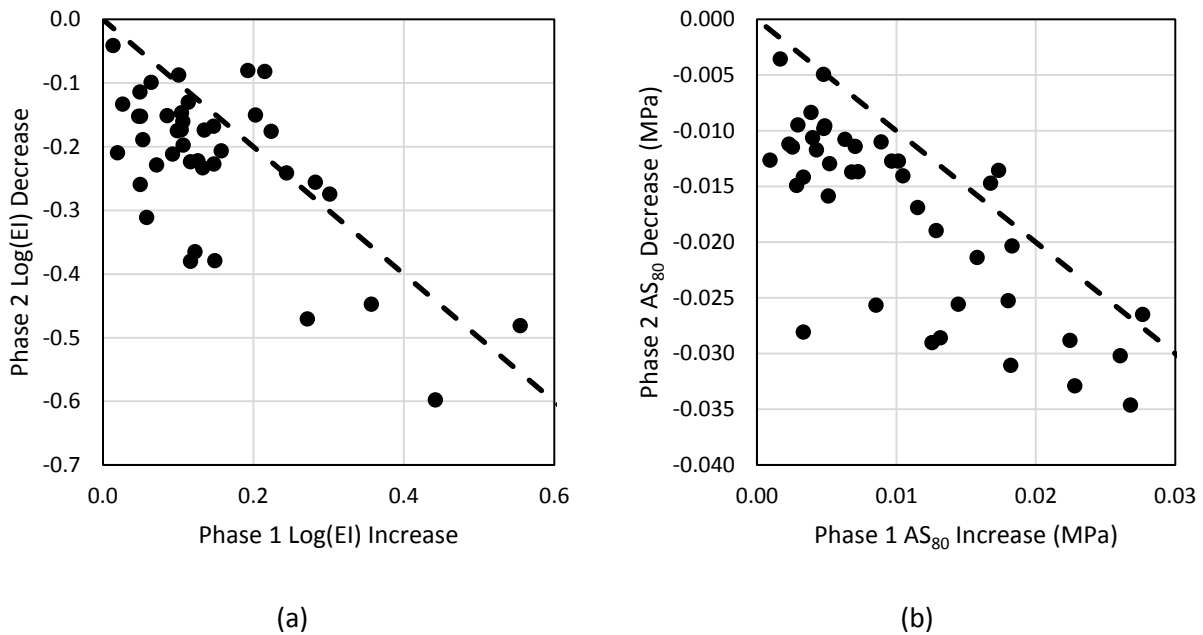 0.0
-0.1
-0.2
-0.3
-0.4
-0.5
-0.6
-0.7
0.0 0.2 0.4 0.6
Phase 2 Log(EI) Decrease
Phase 1 Log(EI) Increase
(a)
0.000
-0.005
-0.010
-0.015
-0.020
-0.025
-0.030
-0.035
-0.040
0.00 0.01 0.02 0.03
Phase 2 AS₈₀ Decrease (MPa)
Phase 1 AS₈₀ Increase (MPa)
(b)